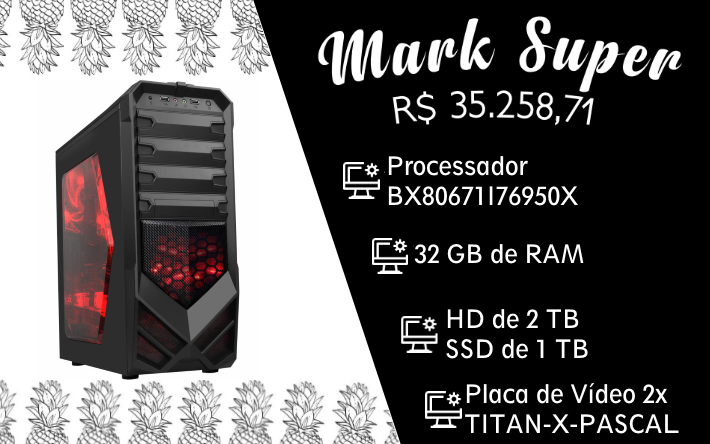 Mark Super
R$ 35.258,71
Processador
BX80671I76950X
32 GB de RAM
HD de 2 TB
SSD de 1 TB
Placa de Vídeo 2x
TITAN-X-PASCAL